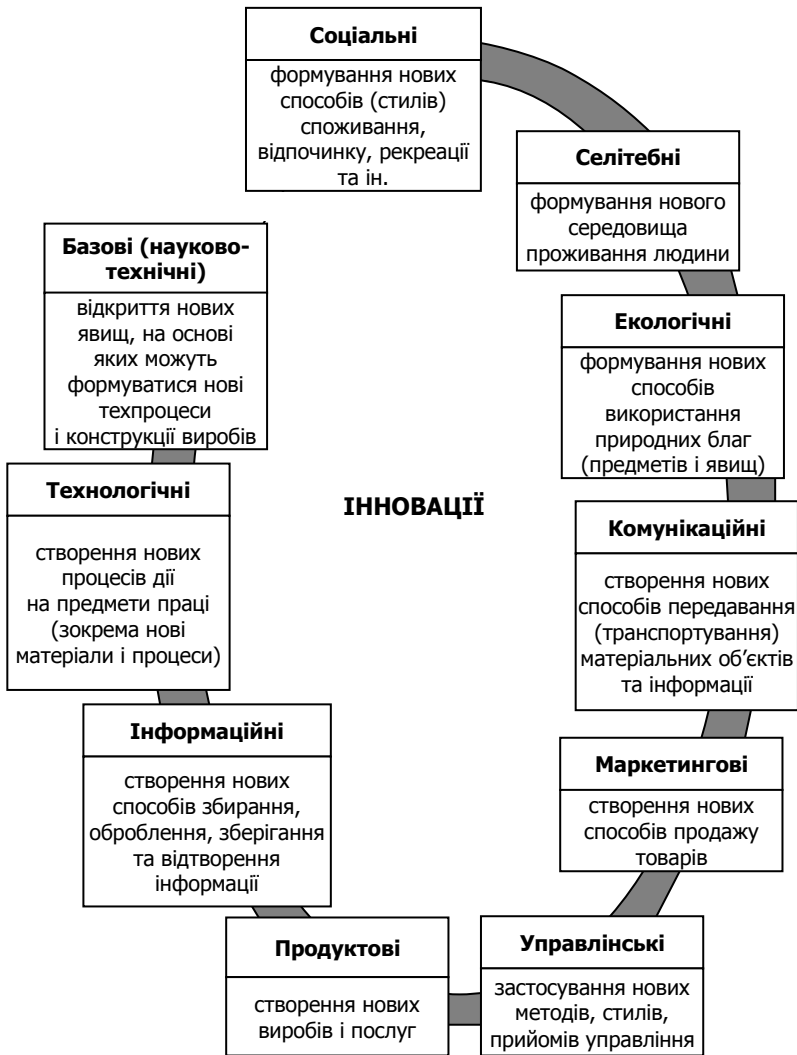 Соціальні
формування нових
способів (стилів)
споживання,
відпочинку, рекреації
та ін.
Селітебні
формування нового
середовища
проживання людини
Базові (науково-
технічні)
відкриття нових
явищ, на основі
яких можуть
формуватися нові
техпроцеси
і конструкції виробів
Екологічні
формування нових
способів
використання
природних благ
(предметів і явищ)
Технологічні
створення нових
процесів дії
на предмети праці
(зокрема нові
матеріали і процеси)
ІННОВАЦІЇ
Комунікаційні
створення нових
способів передавання
(транспортування)
матеріальних об’єктів
та інформації
Інформаційні
створення нових
способів збирання,
оброблення, зберігання
та відтворення
інформації
Маркетингові
створення нових
способів продажу
товарів
Продуктові
створення нових
виробів і послуг
Управлінські
застосування нових
методів, стилів,
прийомів управління